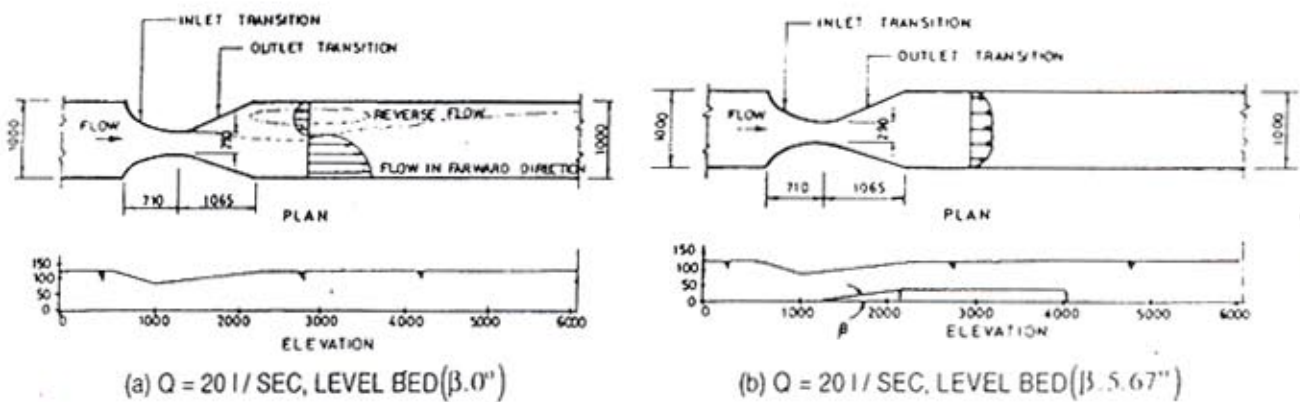 INLET TRANSITION
OUTLET TRANSITION
FLOW
1000
290
REVERSE FLOW
FLOW IN FARWARD DIRECTION
1000
710
1065
PLAN
150
100
50
0
0
1000
2000
3000
4000
5000
6000
ELEVATION
(a) Q = 20 l / SEC, LEVEL BED(β.0")
INLET TRANSITION
OUTLET TRANSITION
FLOW
1000
290
1000
710
1065
PLAN
150
100
50
0
β
0
1000
2000
3000
4000
5000
6000
ELEVATION
(b) Q = 20 l / SEC, LEVEL BED(β.5.67")